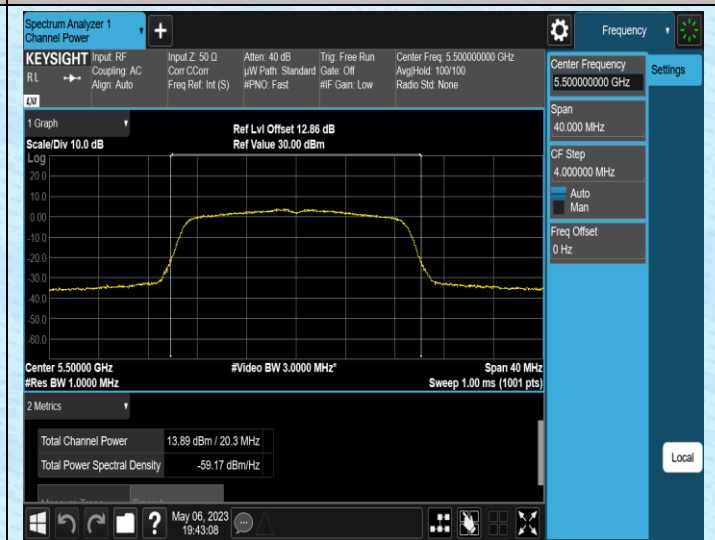 Spectrum Analyzer 1
Channel Power
+
Frequency
KEYSIGHT
RL
LXI
Input: RF
Coupling: AC
Align: Auto
Input Z: 50 Ω
Corr CCorr
Freq Ref: Int (S)
Atten: 40 dB
µW Path: Standard
#PNO: Fast
Trig: Free Run
Gate: Off
#IF Gain: Low
Center Freq: 5.500000000 GHz
Avg|Hold: 100/100
Radio Std: None
Center Frequency
5.500000000 GHz
Settings
Span
40.000 MHz
CF Step
4.000000 MHz
Auto
Man
Freq Offset
0 Hz
1 Graph
Scale/Div 10.0 dB
Ref Lvl Offset 12.86 dB
Ref Value 30.00 dBm
Log
20.0
10.0
0.00
-10.0
-20.0
-30.0
-40.0
-50.0
-60.0
Center 5.50000 GHz
#Res BW 1.0000 MHz
#Video BW 3.0000 MHz*
Span 40 MHz
Sweep 1.00 ms (1001 pts)
2 Metrics
Total Channel Power 13.89 dBm / 20.3 MHz
Total Power Spectral Density -59.17 dBm/Hz
Local
?
May 06, 2023
19:43:08